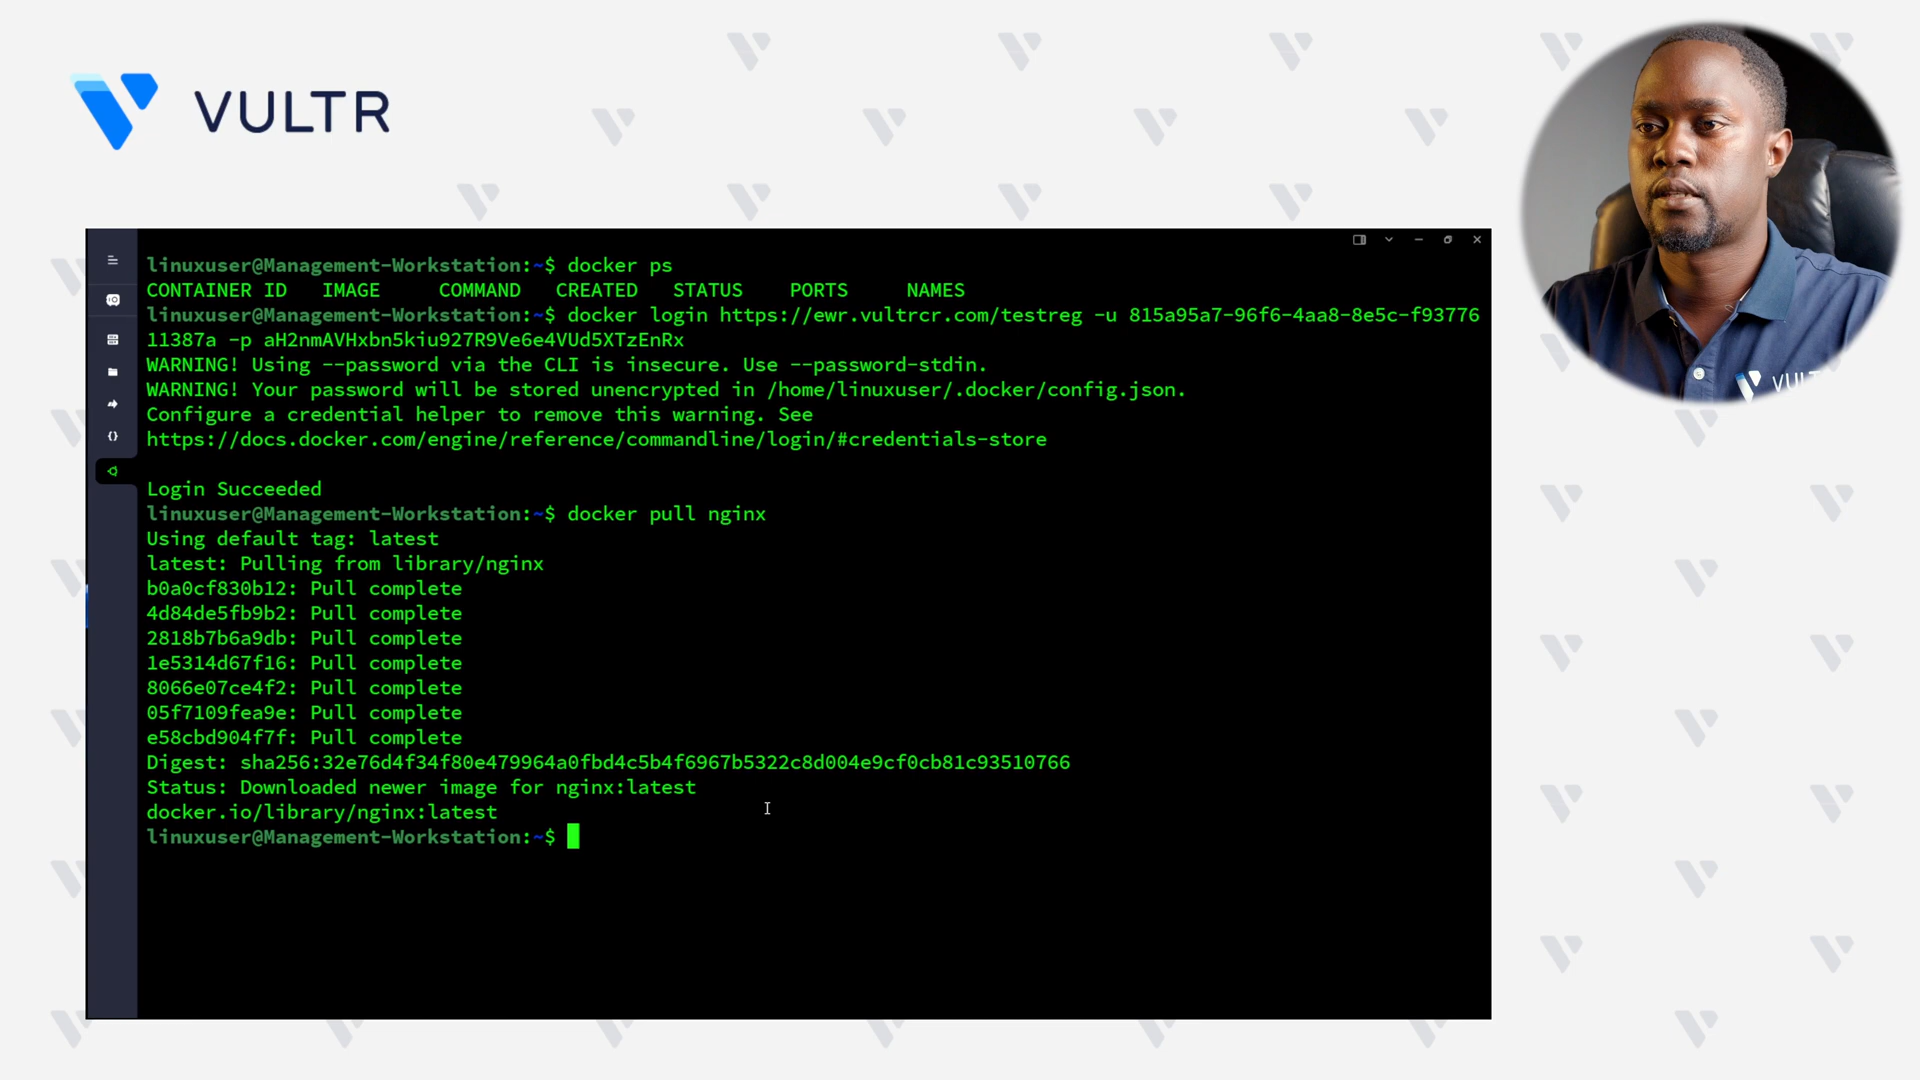 VULTR
linuxuser@Management-Workstation:~$ docker ps
CONTAINER ID   IMAGE     COMMAND   CREATED   STATUS    PORTS     NAMES
linuxuser@Management-Workstation:~$ docker login https://ewr.vultrcr.com/testreg -u 815a95a7-96f6-4aa8-8e5c-f93776
11387a -p aH2nmAVHxbn5kiu927R9Ve6e4VUd5XTzEnRx
WARNING! Using --password via the CLI is insecure. Use --password-stdin.
WARNING! Your password will be stored unencrypted in /home/linuxuser/.docker/config.json.
Configure a credential helper to remove this warning. See
https://docs.docker.com/engine/reference/commandline/login/#credentials-store
Login Succeeded
linuxuser@Management-Workstation:~$ docker pull nginx
Using default tag: latest
latest: Pulling from library/nginx
b0a0cf830b12: Pull complete
4d84de5fb9b2: Pull complete
2818b7b6a9db: Pull complete
1e5314d67f16: Pull complete
8066e07ce4f2: Pull complete
05f7109fea9e: Pull complete
e58cbd904f7f: Pull complete
Digest: sha256:32e76d4f34f80e479964a0fbd4c5b4f6967b5322c8d004e9cf0cb81c93510766
Status: Downloaded newer image for nginx:latest
docker.io/library/nginx:latest
linuxuser@Management-Workstation:~$